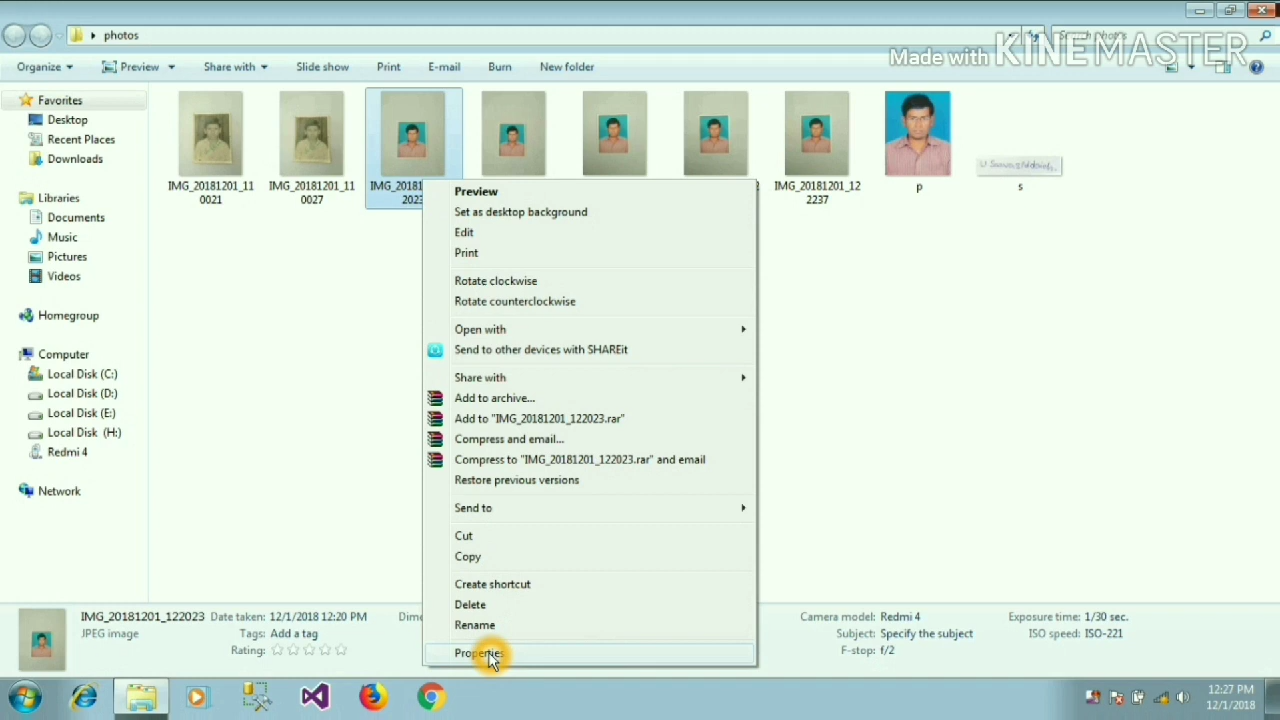 photos
Made with KINEMASTER
Organize
Preview
Share with
Slide show
Print
E-mail
Burn
New folder
Favorites
Desktop
Recent Places
Downloads
Libraries
Documents
Music
Pictures
Videos
Homegroup
Computer
Local Disk (C:)
Local Disk (D:)
Local Disk (E:)
Local Disk (H:)
Redmi 4
Network
IMG_20181201_11
0021
IMG_20181201_11
0027
IMG_2018
2023
IMG_20181201_122
2237
p
s
Preview
Set as desktop background
Edit
Print
Rotate clockwise
Rotate counterclockwise
Open with
Send to other devices with SHAREit
Share with
Add to archive...
Add to "IMG_20181201_122023.rar"
Compress and email...
Compress to "IMG_20181201_122023.rar" and email
Restore previous versions
Send to
Cut
Copy
Create shortcut
Delete
Rename
Properties
IMG_20181201_122023 Date taken: 12/1/2018 12:20 PM
JPEG image
Tags: Add a tag
Rating:
Camera model: Redmi 4
Subject: Specify the subject
F-stop: f/2
Exposure time: 1/30 sec.
ISO speed: ISO-221
12:27 PM
12/1/2018